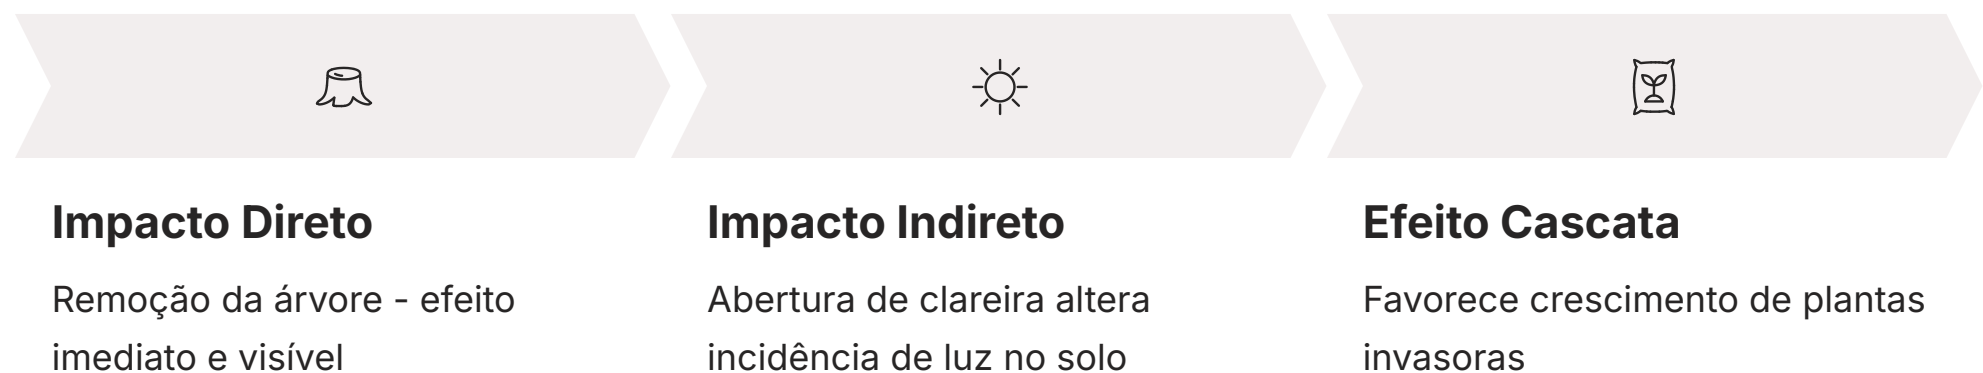 Impacto Direto
Remoção da árvore - efeito
imediato e visível
Impacto Indireto
Abertura de clareira altera
incidência de luz no solo
Efeito Cascata
Favorece crescimento de plantas
invasoras